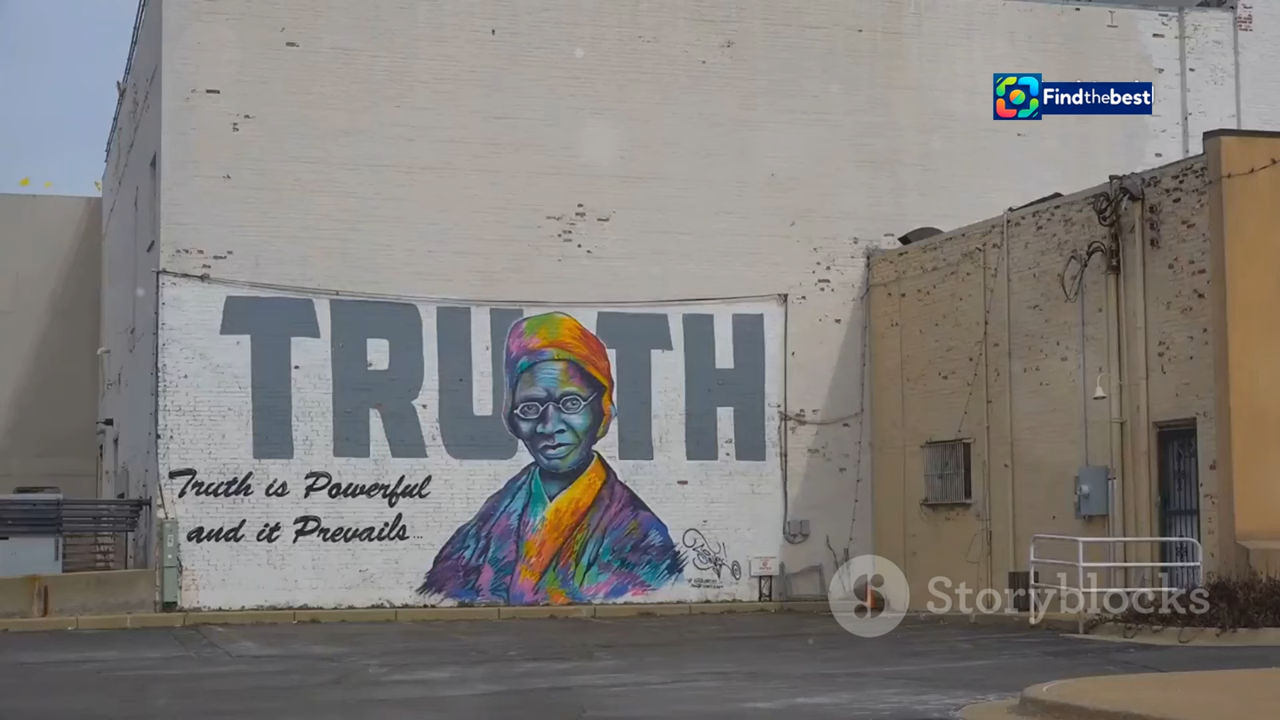 Findthebest
TRUTH
Truth is Powerful
and it Prevails...
Storyblocks